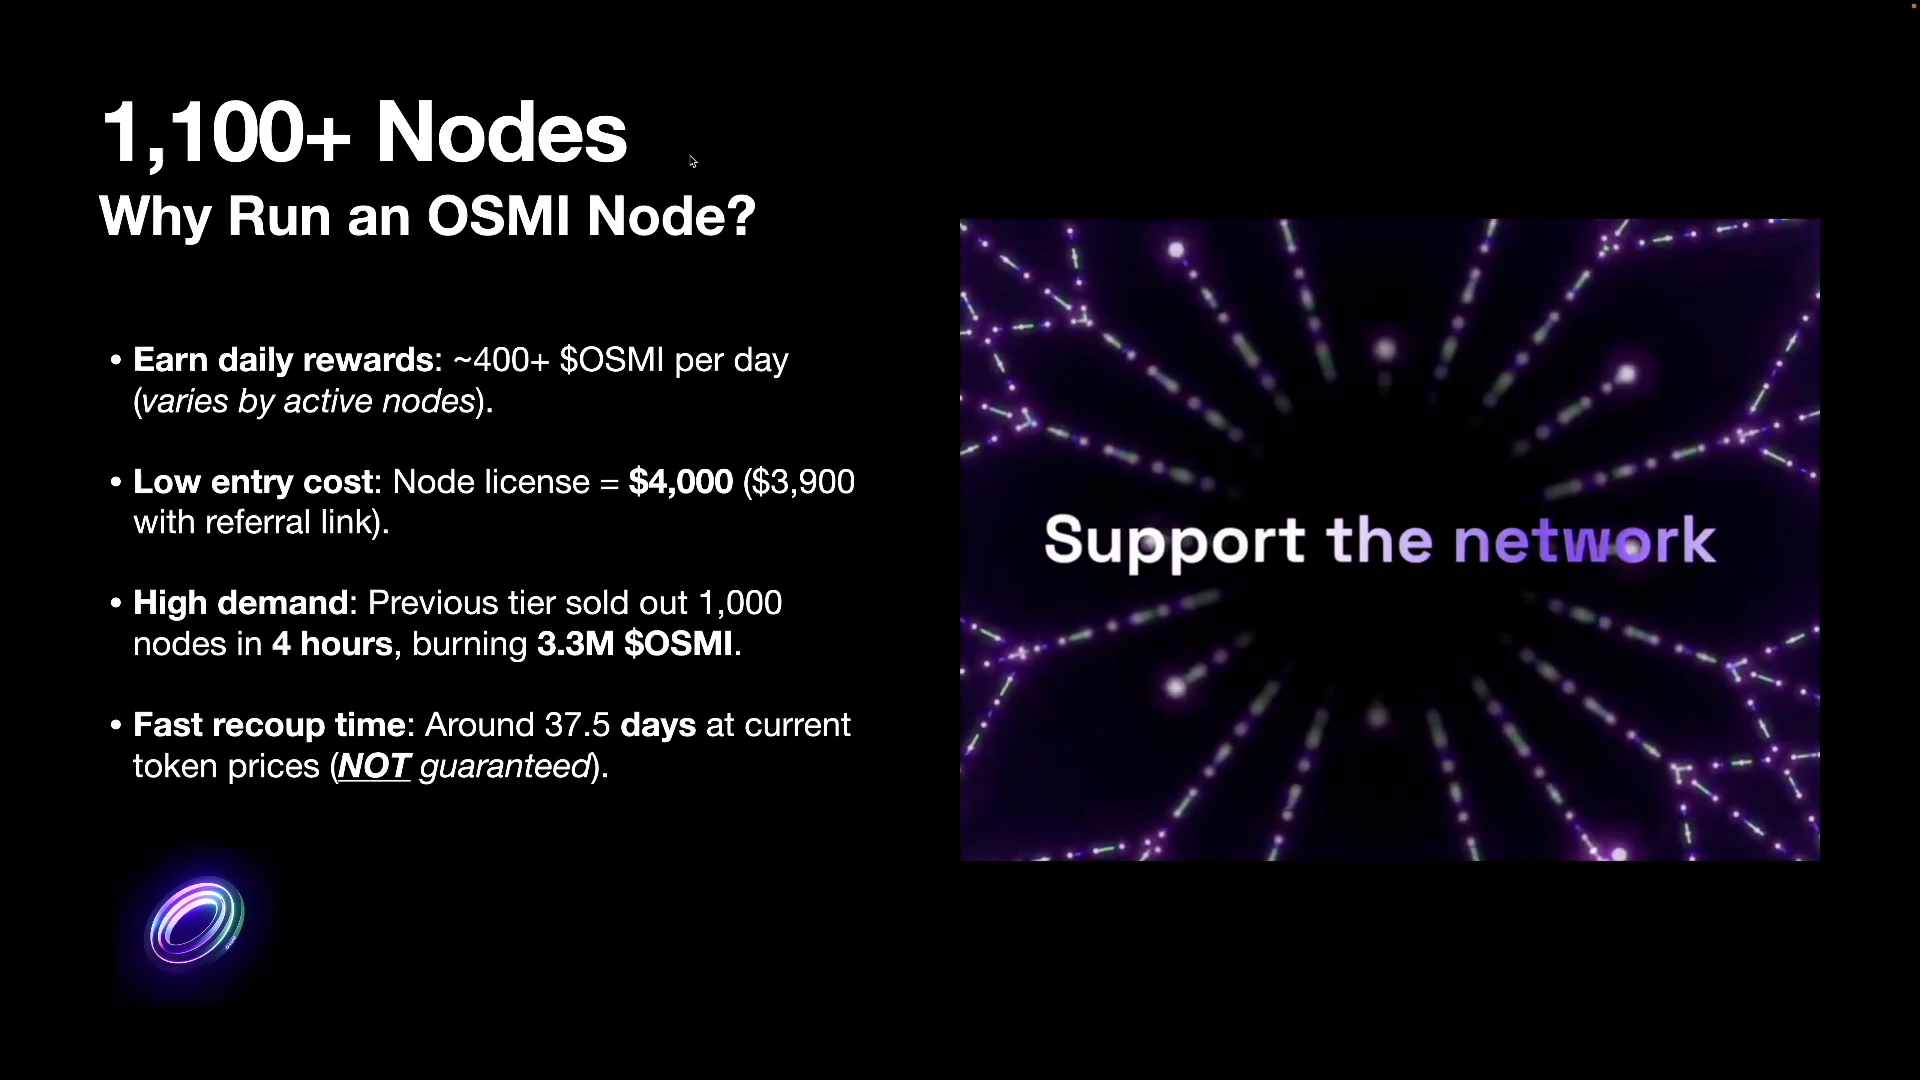 1,100+ Nodes
Why Run an OSMI Node?
• Earn daily rewards: ~400+ $OSMI per day
(varies by active nodes).
• Low entry cost: Node license = $4,000 ($3,900
with referral link).
• High demand: Previous tier sold out 1,000
nodes in 4 hours, burning 3.3M $OSMI.
• Fast recoup time: Around 37.5 days at current
token prices (NOT guaranteed).
Support the network